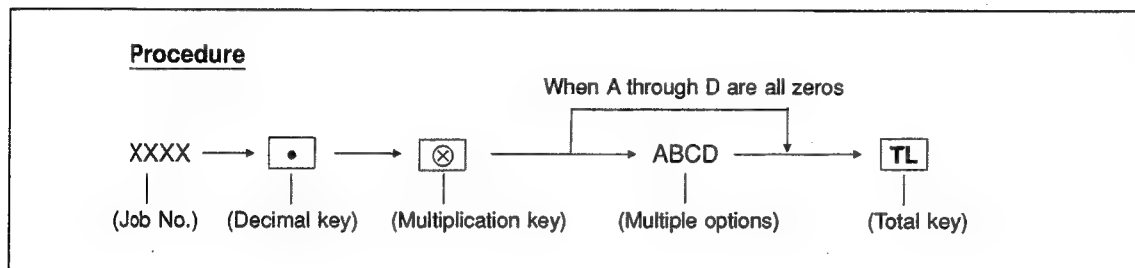 Procedure
When A through D are all zeros
XXXX • ⊗ ABCD TL
(Job No.) (Decimal key) (Multiplication key) (Multiple options) (Total key)